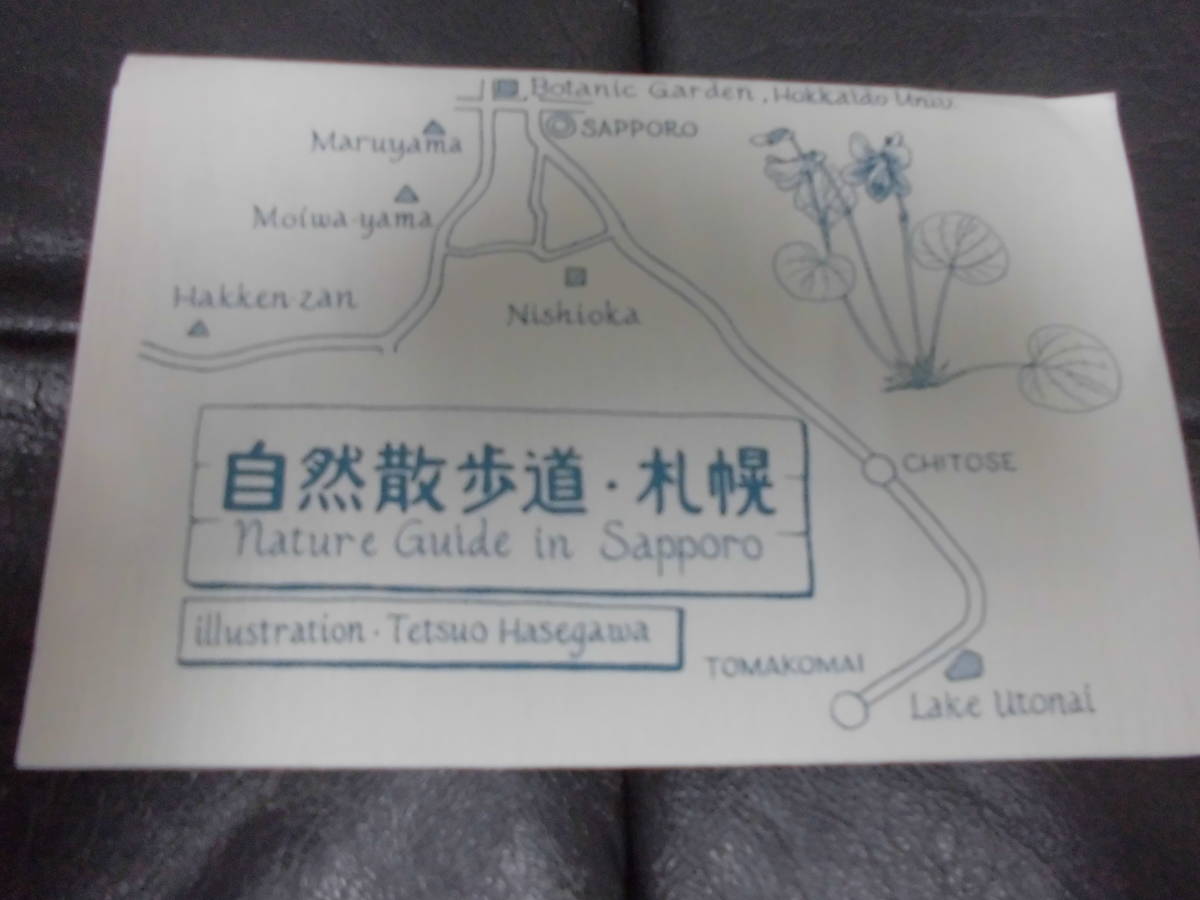 Botanic Garden, Hokkaido Univ.
SAPPORO
Maruyama
Moiwa-yama
Hakken-zan
Nishioka
自然散歩道・札幌
Nature Guide in Sapporo
CHITOSE
illustration・Tetsuo Hasegawa
TOMAKOMAI
Lake Utonai